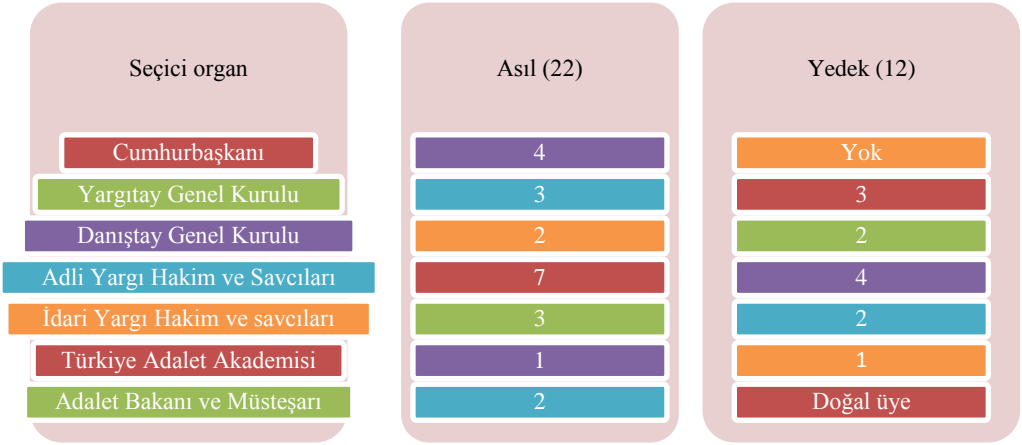 Seçici organ Asıl (22) Yedek (12)
Cumhurbaşkanı 4 Yok
Yargıtay Genel Kurulu 3 3
Danıştay Genel Kurulu 2 2
Adli Yargı Hakim ve Savcıları 7 4
İdari Yargı Hakim ve savcıları 3 2
Türkiye Adalet Akademisi 1 1
Adalet Bakanı ve Müsteşarı 2 Doğal üye